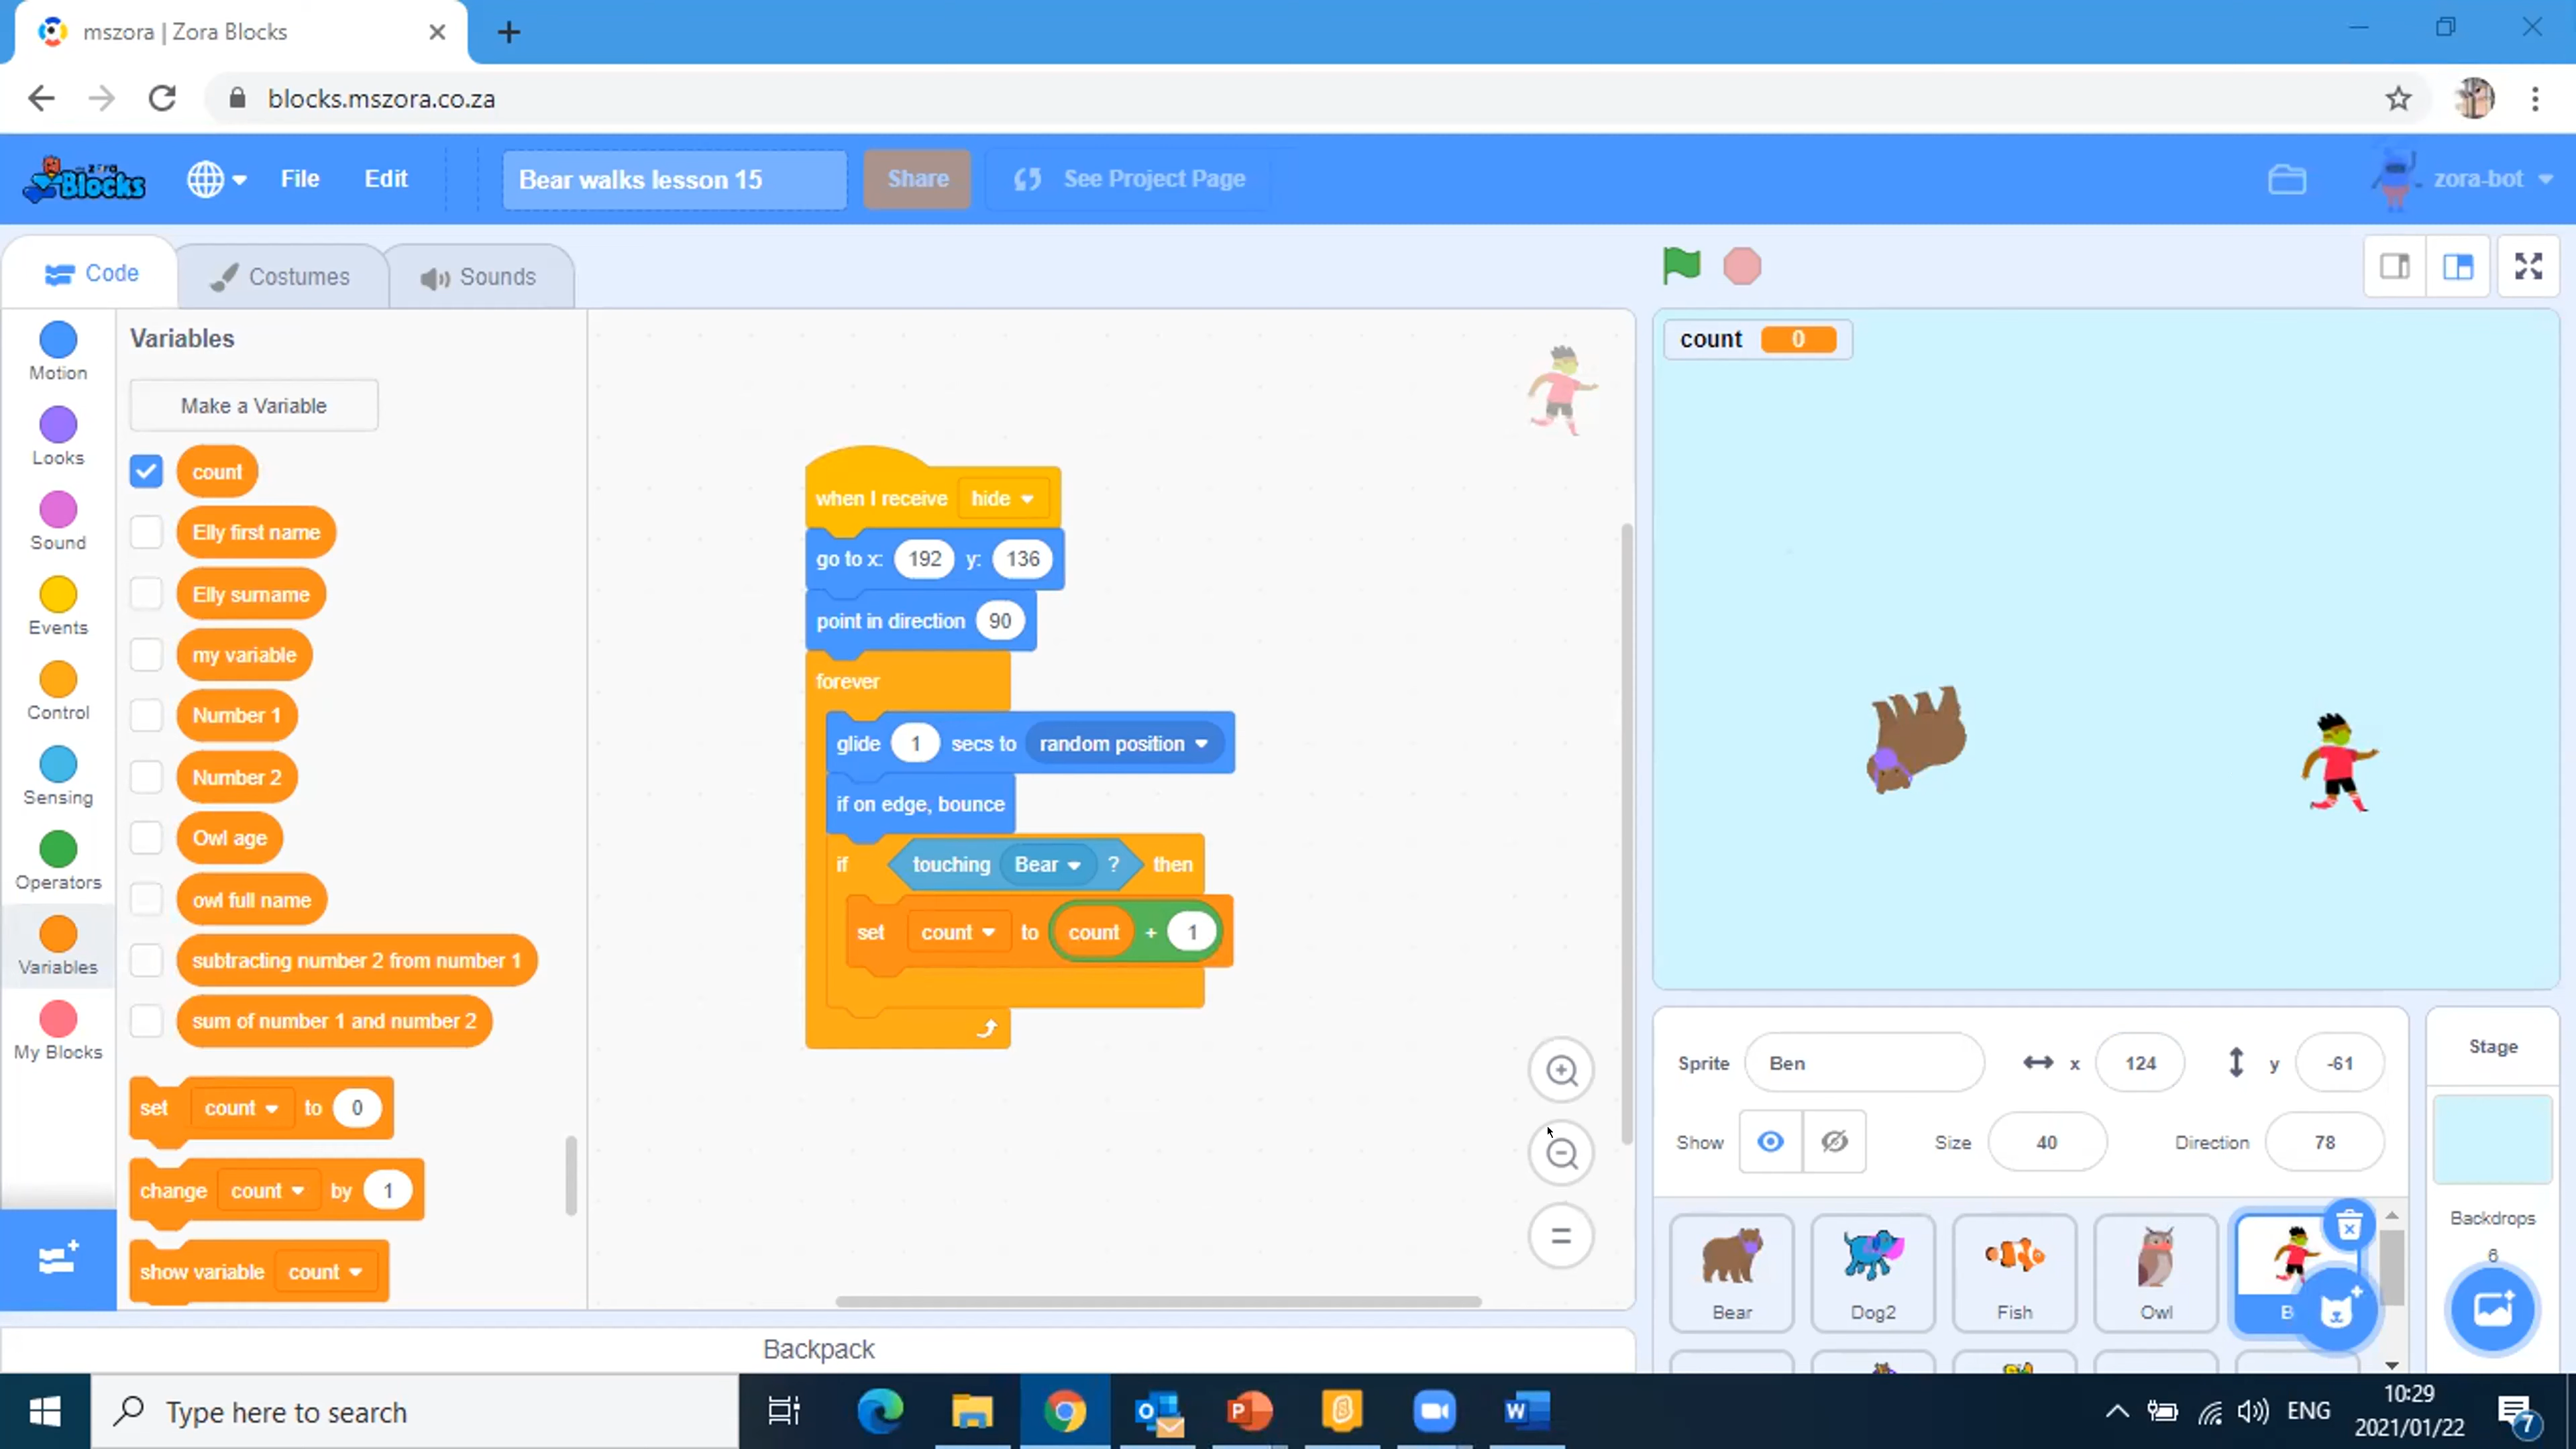 mszora | Zora Blocks
blocks.mszora.co.za
Blocks File Edit Bear walks lesson 15 Share See Project Page zora-bot
Code Costumes Sounds
Motion
Looks
Sound
Events
Control
Sensing
Operators
Variables
My Blocks
Variables
Make a Variable
count
Elly first name
Elly surname
my variable
Number 1
Number 2
Owl age
owl full name
subtracting number 2 from number 1
sum of number 1 and number 2
set count to 0
change count by 1
show variable count
when I receive hide
go to x: 192 y: 136
point in direction 90
forever
glide 1 secs to random position
if on edge, bounce
if touching Bear ? then
set count to count + 1
Backpack
count 0
Sprite Ben x 124 y -61
Show Size 40 Direction 78
Bear Dog2 Fish Owl
Stage
Backdrops
6
Type here to search
ENG
10:29
2021/01/22
7